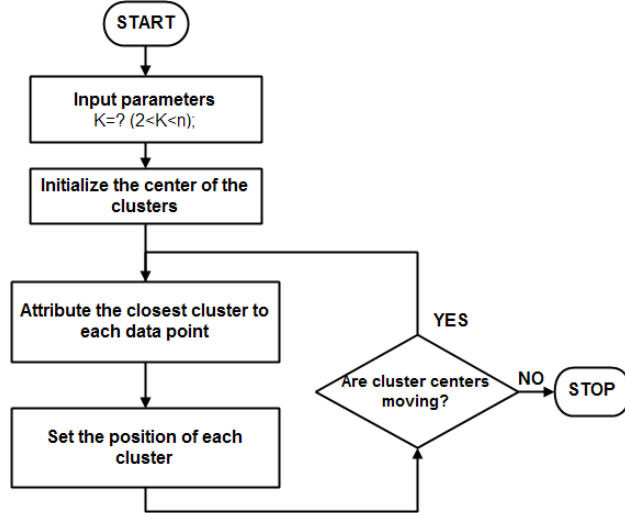 START
Input parameters
K=? (2<K<n);
Initialize the center of the
clusters
Attribute the closest cluster to
each data point
YES
Are cluster centers
moving?
NO
STOP
Set the position of each
cluster